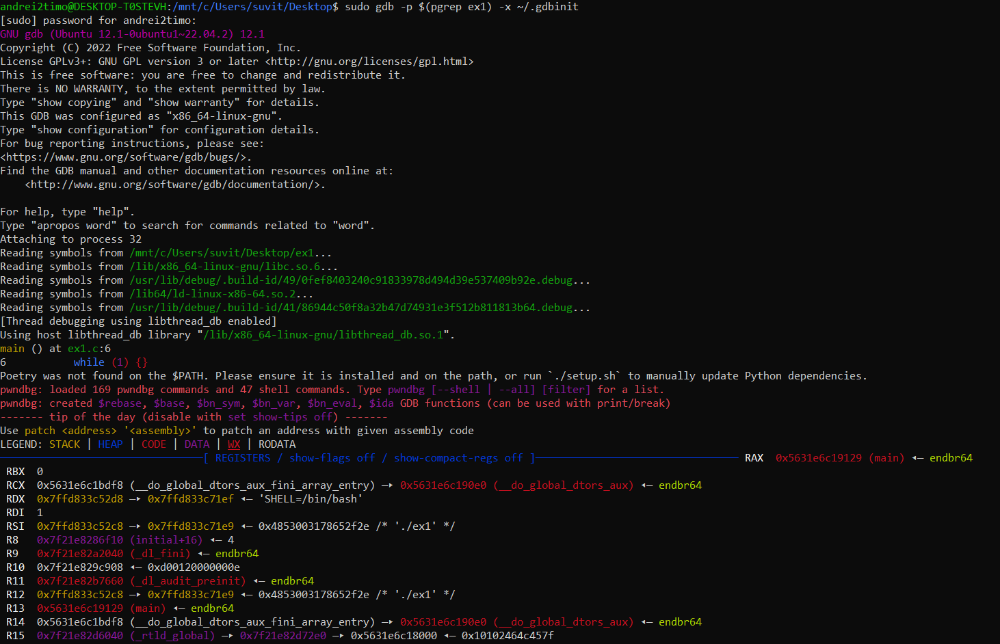 andrei2timo@DESKTOP-T0STEVH:/mnt/c/Users/suvit/Desktop$ sudo gdb -p $(pgrep ex1) -x ~/.gdbinit
[sudo] password for andrei2timo:
GNU gdb (Ubuntu 12.1-0ubuntu1~22.04.2) 12.1
Copyright (C) 2022 Free Software Foundation, Inc.
License GPLv3+: GNU GPL version 3 or later <http://gnu.org/licenses/gpl.html>
This is free software: you are free to change and redistribute it.
There is NO WARRANTY, to the extent permitted by law.
Type "show copying" and "show warranty" for details.
This GDB was configured as "x86_64-linux-gnu".
Type "show configuration" for configuration details.
For bug reporting instructions, please see:
<https://www.gnu.org/software/gdb/bugs/>.
Find the GDB manual and other documentation resources online at:
    <http://www.gnu.org/software/gdb/documentation/>.
For help, type "help".
Type "apropos word" to search for commands related to "word".
Attaching to process 32
Reading symbols from /mnt/c/Users/suvit/Desktop/ex1...
Reading symbols from /lib/x86_64-linux-gnu/libc.so.6...
Reading symbols from /usr/lib/debug/.build-id/49/0fef8403240c91833978d494d39e537409b92e.debug...
Reading symbols from /lib64/ld-linux-x86-64.so.2...
Reading symbols from /usr/lib/debug/.build-id/41/86944c50f8a32b47d74931e3f512b811813b64.debug...
[Thread debugging using libthread_db enabled]
Using host libthread_db library "/lib/x86_64-linux-gnu/libthread_db.so.1".
main () at ex1.c:6
6           while (1) {}
Poetry was not found on the $PATH. Please ensure it is installed and on the path, or run `./setup.sh` to manually update Python dependencies.
pwndbg: loaded 169 pwndbg commands and 47 shell commands. Type pwndbg [--shell | --all] [filter] for a list.
pwndbg: created $rebase, $base, $bn_sym, $bn_var, $bn_eval, $ida GDB functions (can be used with print/break)
------- tip of the day (disable with set show-tips off) -------
Use patch <address> '<assembly>' to patch an address with given assembly code
LEGEND: STACK | HEAP | CODE | DATA | WX | RODATA
─────────────────────────────────[ REGISTERS / show-flags off / show-compact-regs off ]───────────────────────────────── RAX  0x5631e6c19129 (main) ◂— endbr64
 RBX  0
 RCX  0x5631e6c1bdf8 (__do_global_dtors_aux_fini_array_entry) —▸ 0x5631e6c190e0 (__do_global_dtors_aux) ◂— endbr64
 RDX  0x7ffd833c52d8 —▸ 0x7ffd833c71ef ◂— 'SHELL=/bin/bash'
 RDI  1
 RSI  0x7ffd833c52c8 —▸ 0x7ffd833c71e9 ◂— 0x4853003178652f2e /* './ex1' */
 R8   0x7f21e8286f10 (initial+16) ◂— 4
 R9   0x7f21e82a2040 (_dl_fini) ◂— endbr64
 R10  0x7f21e829c908 ◂— 0xd00120000000e
 R11  0x7f21e82b7660 (_dl_audit_preinit) ◂— endbr64
 R12  0x7ffd833c52c8 —▸ 0x7ffd833c71e9 ◂— 0x4853003178652f2e /* './ex1' */
 R13  0x5631e6c19129 (main) ◂— endbr64
 R14  0x5631e6c1bdf8 (__do_global_dtors_aux_fini_array_entry) —▸ 0x5631e6c190e0 (__do_global_dtors_aux) ◂— endbr64
 R15  0x7f21e82d6040 (_rtld_global) —▸ 0x7f21e82d72e0 —▸ 0x5631e6c18000 ◂— 0x10102464c457f